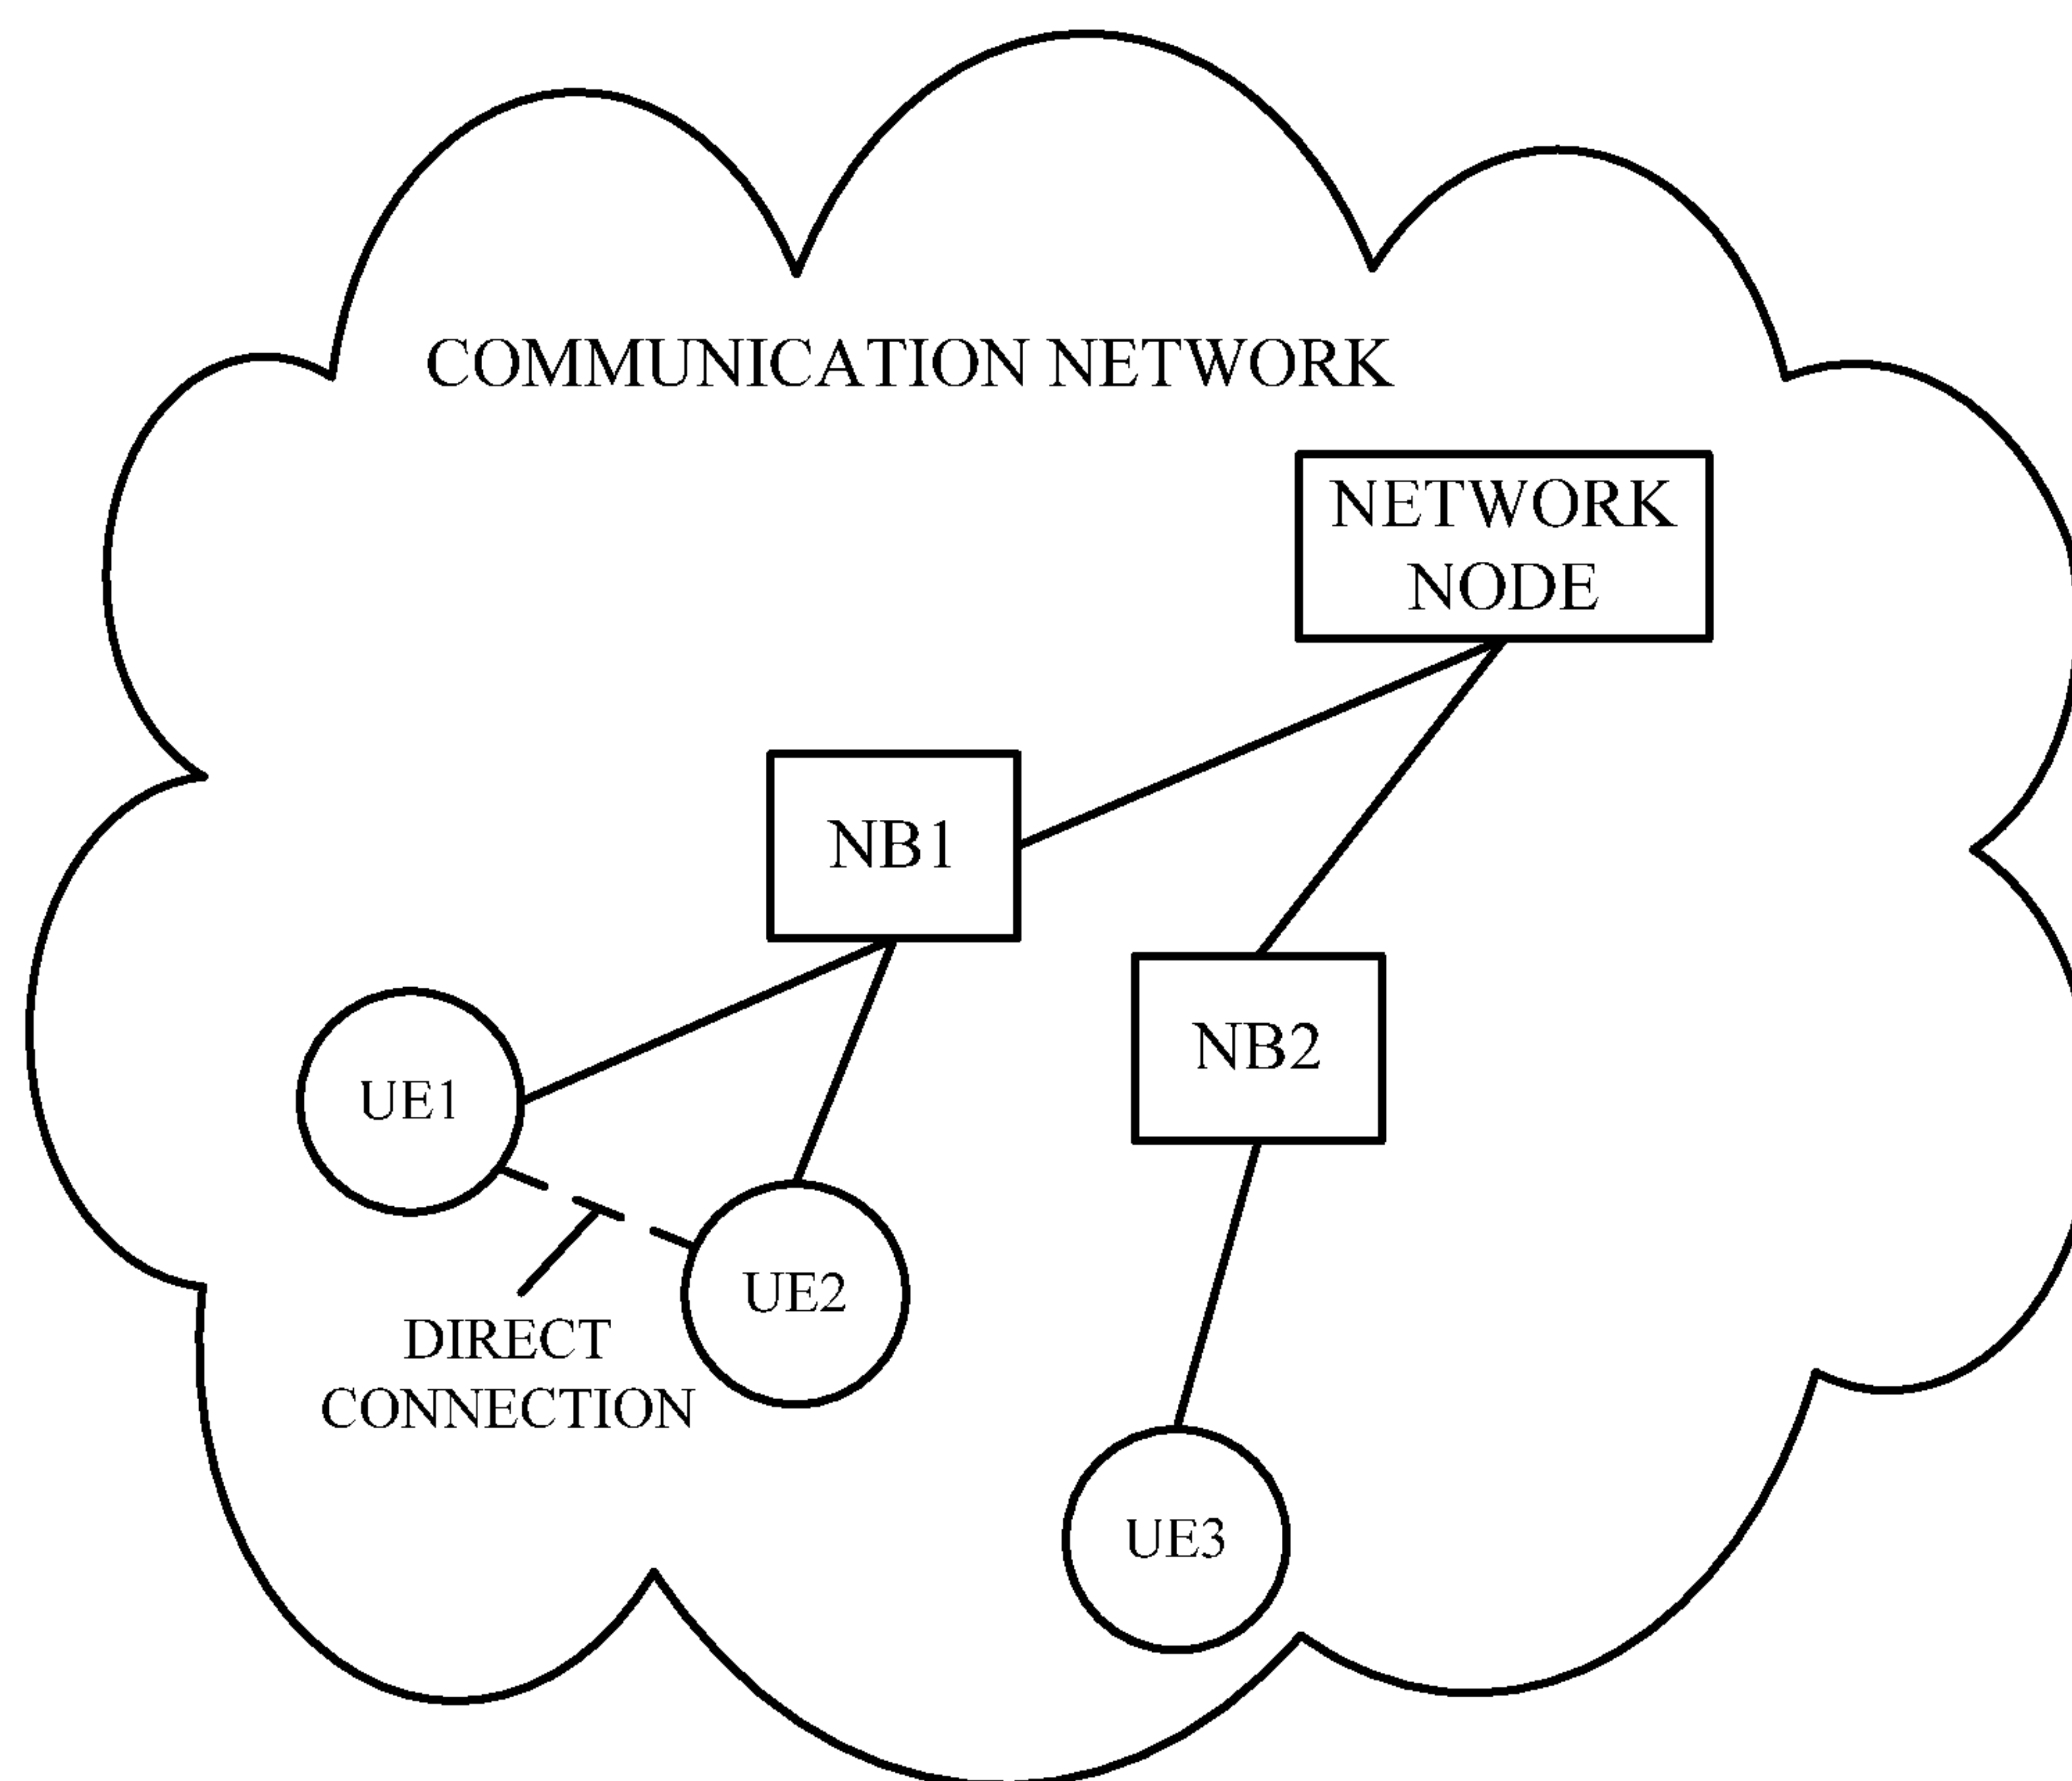 COMMUNICATION NETWORK
NETWORK
NODE
NB1
NB2
UE1
UE2
DIRECT
CONNECTION
UE3